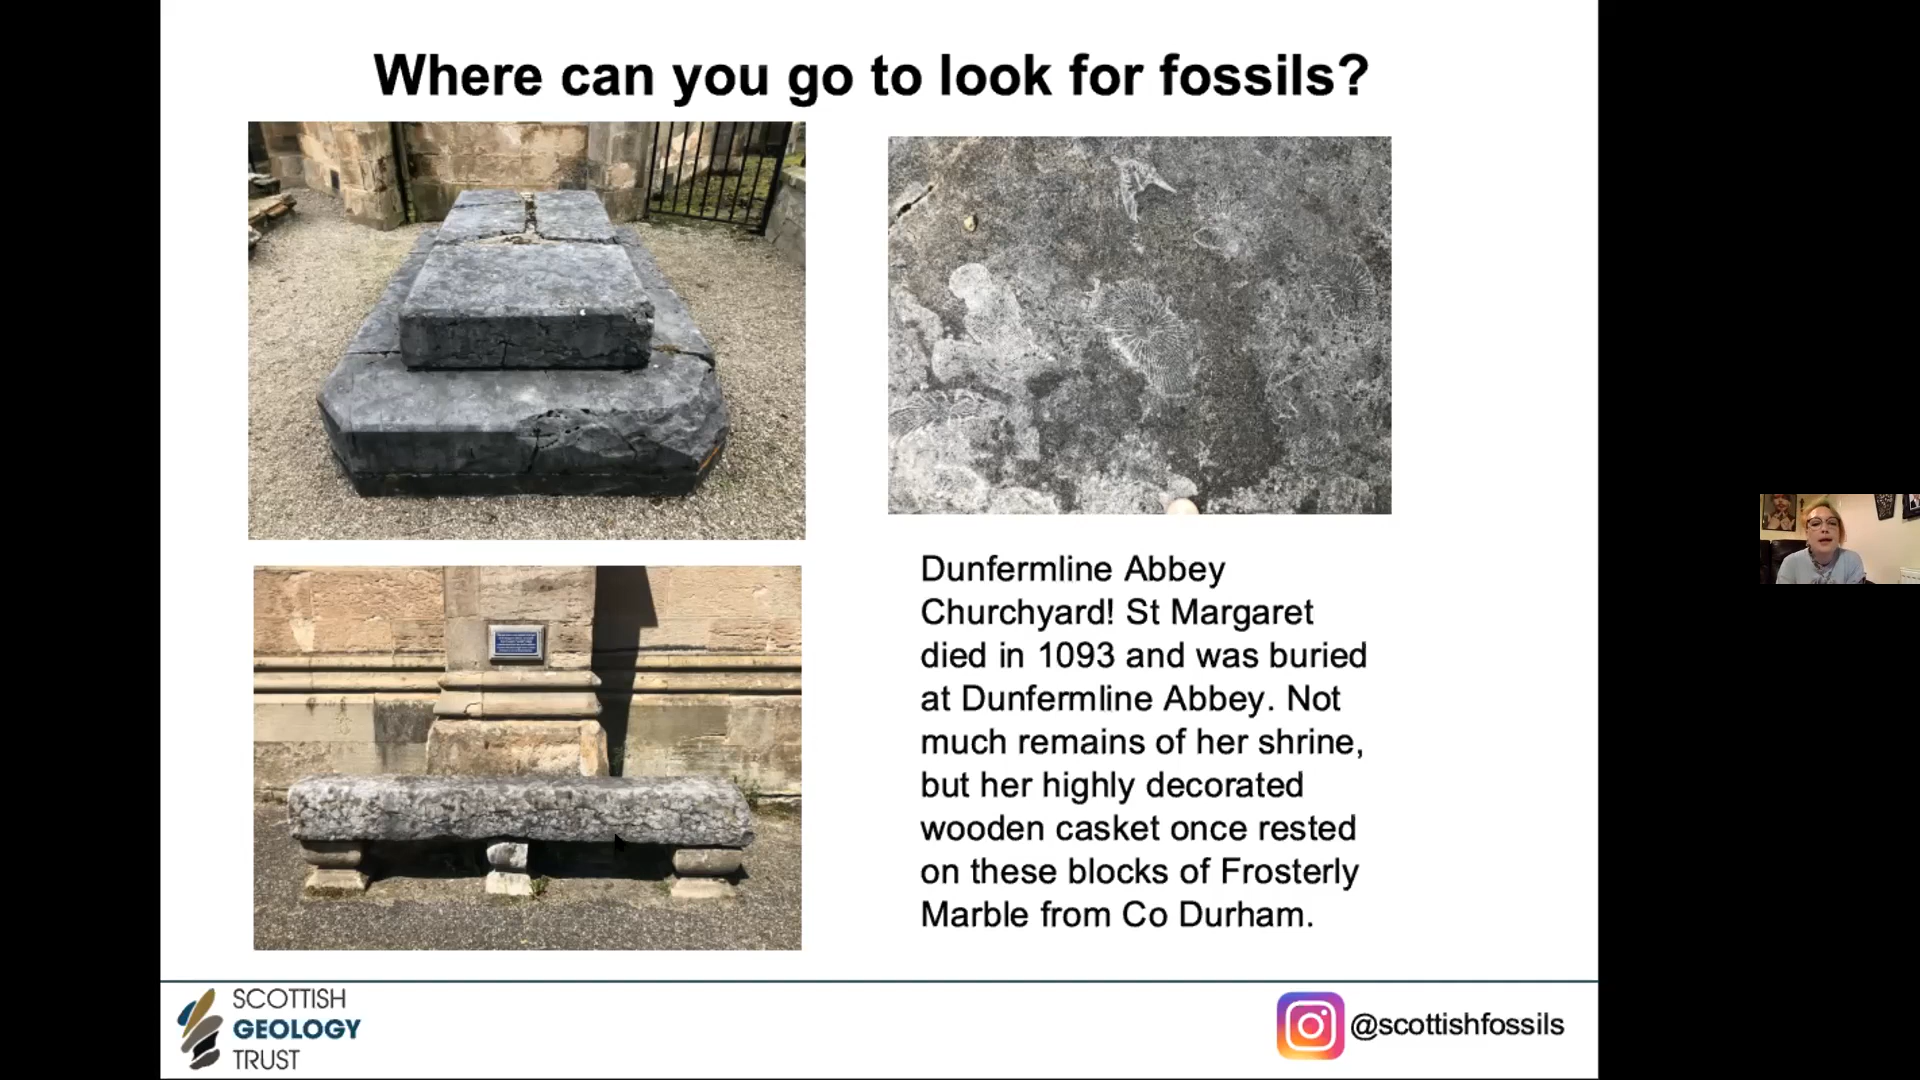 Where can you go to look for fossils?
Dunfermline Abbey
Churchyard! St Margaret
died in 1093 and was buried
at Dunfermline Abbey. Not
much remains of her shrine,
but her highly decorated
wooden casket once rested
on these blocks of Frosterly
Marble from Co Durham.
SCOTTISH
GEOLOGY
TRUST
@scottishfossils